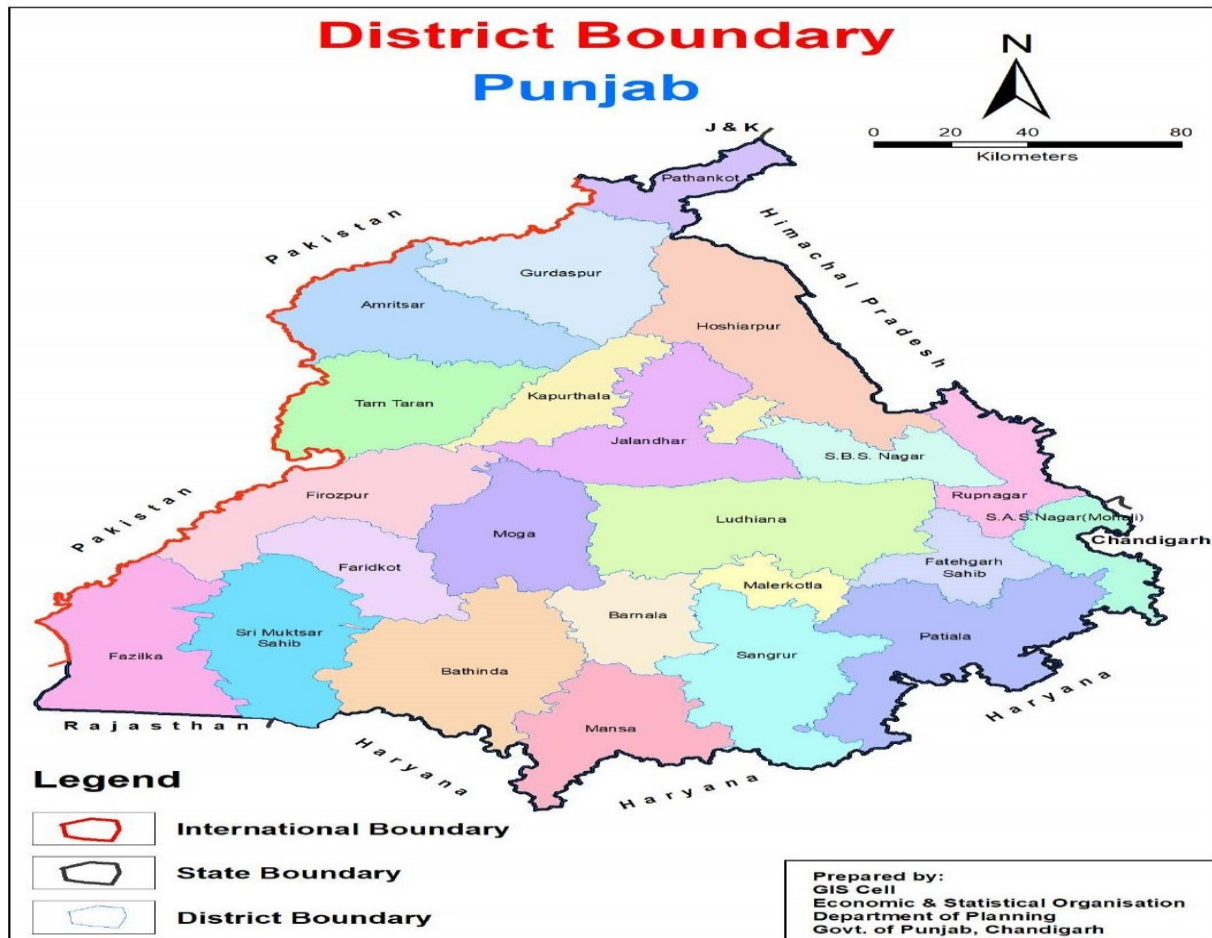 District Boundary
Punjab
N
0 20 40 80
Kilometers
J & K
Pathankot
Pakistan
Himachal Pradesh
Gurdaspur
Amritsar
Hoshiarpur
Tarn Taran
Kapurthala
Jalandhar
S.B.S. Nagar
Firozpur
Rupnagar
Pakistan
Moga
Ludhiana
S.A.S.Nagar(Mohali)
Chandigarh
Faridkot
Fatehgarh
Sahib
Malerkotla
Barnala
Sri Muktsar
Sahib
Patiala
Fazilka
Sangrur
Bathinda
Haryana
Rajasthan
Mansa
Haryana
Haryana
Legend
International Boundary
State Boundary
District Boundary
Prepared by:
GIS Cell
Economic & Statistical Organisation
Department of Planning
Govt. of Punjab, Chandigarh